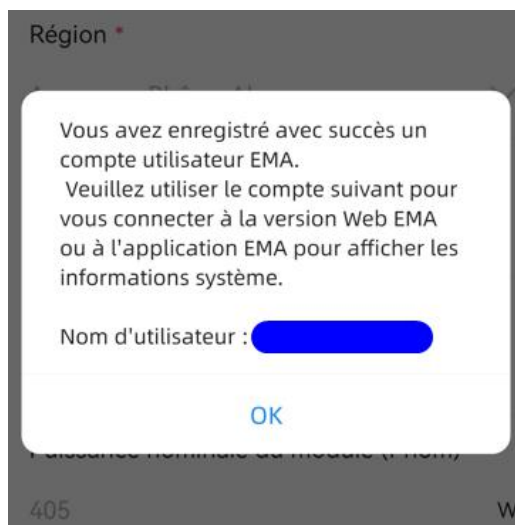 Région *
Vous avez enregistré avec succès un
compte utilisateur EMA.
Veuillez utiliser le compte suivant pour
vous connecter à la version Web EMA
ou à l'application EMA pour afficher les
informations système.
Nom d'utilisateur :
OK
405
W